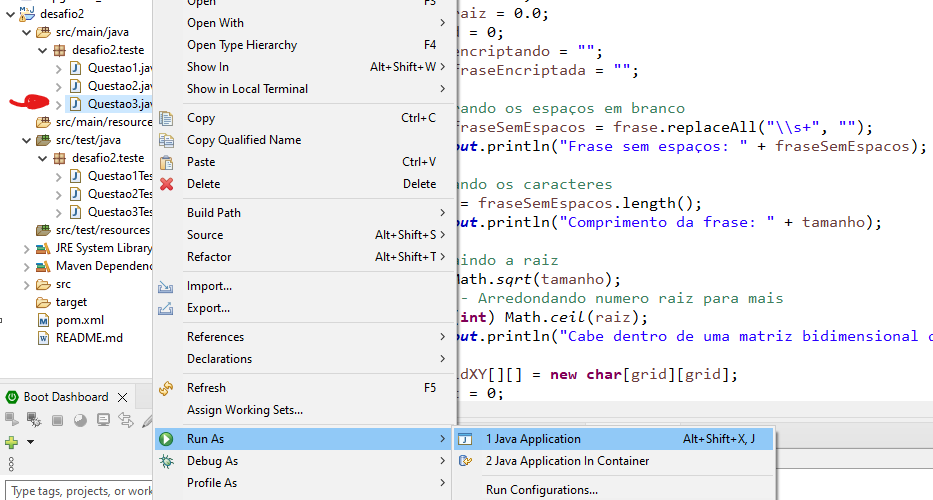 desafio2
src/main/java
desafio2.teste
Questao1.jav
Questao2.jav
Questao3.jav
src/main/resource
src/test/java
desafio2.teste
Questao1Tes
Questao2Tes
Questao3Tes
src/test/resources
JRE System Library
Maven Dependenc
src
target
pom.xml
README.md
Boot Dashboard
Type tags, projects, or work
Open F3
Open With
Open Type Hierarchy F4
Show In Alt+Shift+W
Show in Local Terminal
Copy Ctrl+C
Copy Qualified Name
Paste Ctrl+V
Delete Delete
Build Path
Source Alt+Shift+S
Refactor Alt+Shift+T
Import...
Export...
References
Declarations
Refresh F5
Assign Working Sets...
Run As
Debug As
Profile As
1 Java Application Alt+Shift+X, J
2 Java Application In Container
Run Configurations...
raiz = 0.0;
= 0;
encriptando = "";
fraseEncriptada = "";
ando os espaços em branco
fraseSemEspacos = frase.replaceAll("\\s+", "");
ut.println("Frase sem espaços: " + fraseSemEspacos);
ando os caracteres
= fraseSemEspacos.length();
ut.println("Comprimento da frase: " + tamanho);
indo a raiz
Math.sqrt(tamanho);
- Arredondando numero raiz para mais
(int) Math.ceil(raiz);
ut.println("Cabe dentro de uma matriz bidimensional
dXY[][] = new char[grid][grid];
= 0;